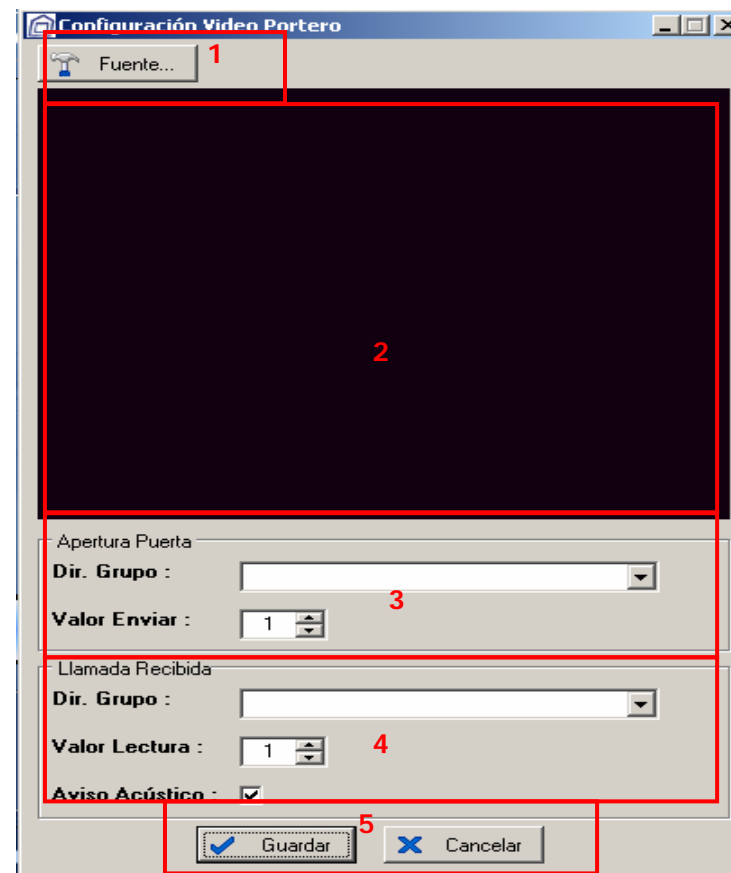 Configuración Video Portero
Fuente... 1
2
Apertura Puerta
Dir. Grupo :
3
Valor Enviar : 1
Llamada Recibida
Dir. Grupo :
Valor Lectura : 1 4
Aviso Acústico :
5
Guardar Cancelar